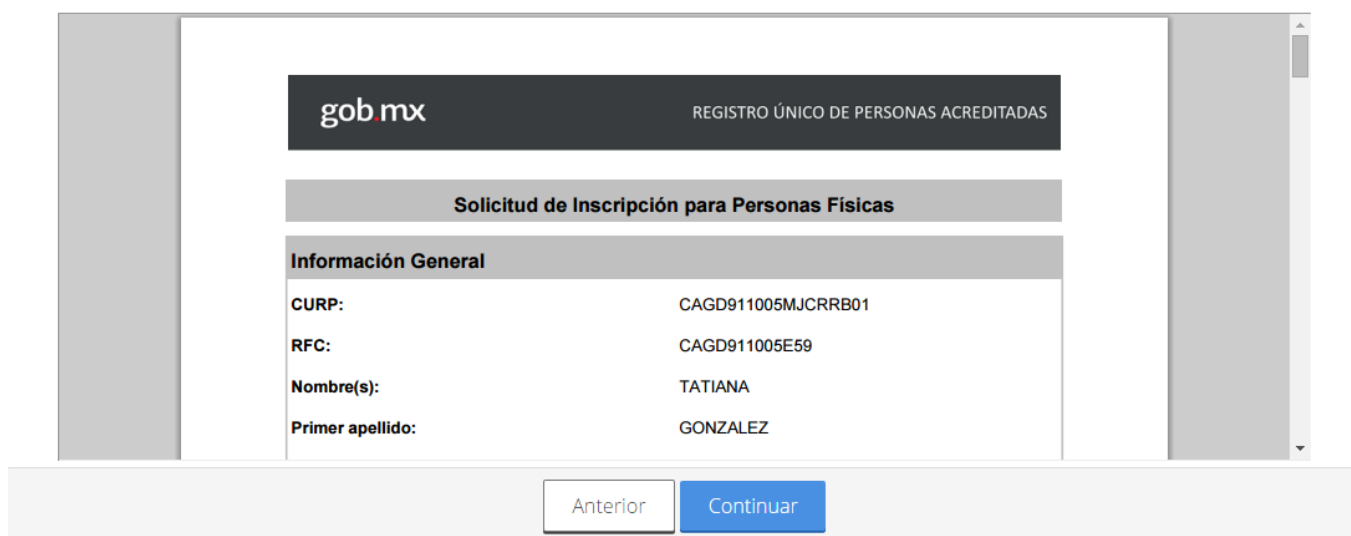 gob.mx REGISTRO ÚNICO DE PERSONAS ACREDITADAS
Solicitud de Inscripción para Personas Físicas
Información General
CURP: CAGD911005MJCRRB01
RFC: CAGD911005E59
Nombre(s): TATIANA
Primer apellido: GONZALEZ
Anterior Continuar